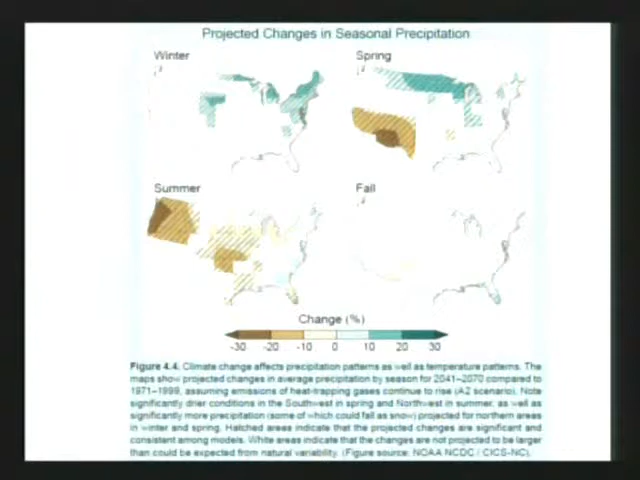 Projected Changes in Seasonal Precipitation
Winter
Spring
Summer
Fall
Change (%)
-30 -20 -10 0 10 20 30
Figure 4.4. Climate change affects precipitation patterns as well as temperature patterns. The
maps show projected changes in average precipitation by season for 2041–2070 compared to
1971–1999, assuming emissions of heat-trapping gases continue to rise (A2 scenario). Note
significantly drier conditions in the Southwest in spring and Northwest in summer, as well as
significantly more precipitation (some of which could fall as snow) projected for northern areas
in winter and spring. Hatched areas indicate that the projected changes are significant and
consistent among models. White areas indicate that the changes are not projected to be larger
than could be expected from natural variability. (Figure source: NOAA NCDC / CICS-NC).